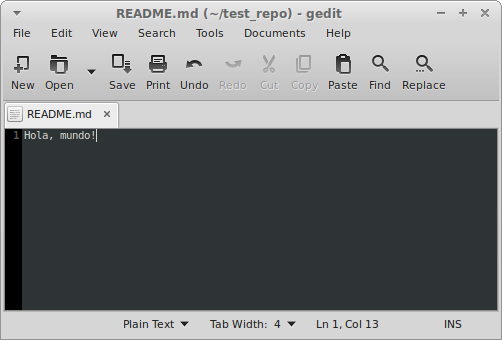 README.md (~/test_repo) - gedit
File Edit View Search Tools Documents Help
New Open Save Print Undo Redo Cut Copy Paste Find Replace
README.md
1 Hola, mundo!
Plain Text Tab Width: 4 Ln 1, Col 13 INS